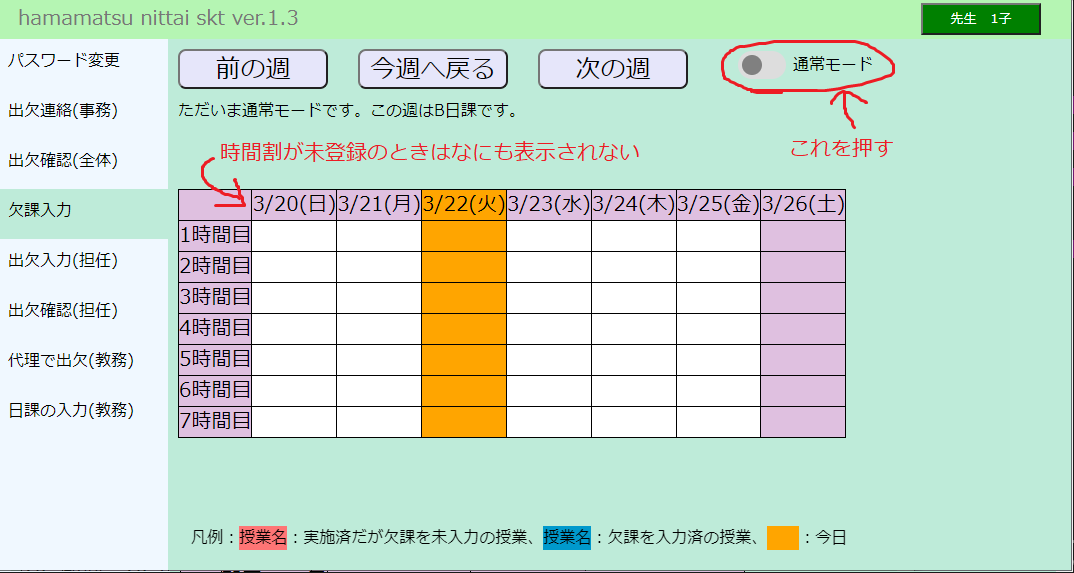 hamamatsu nittai skt ver.1.3
先生 1子
パスワード変更
出欠連絡(事務)
出欠確認(全体)
欠課入力
出欠入力(担任)
出欠確認(担任)
代理で出欠(教務)
日課の入力(教務)
前の週 今週へ戻る 次の週 通常モード
ただいま通常モードです。この週はB日課です。
これを押す
時間割が未登録のときはなにも表示されない
3/20(日) 3/21(月) 3/22(火) 3/23(水) 3/24(木) 3/25(金) 3/26(土)
1時間目
2時間目
3時間目
4時間目
5時間目
6時間目
7時間目
凡例：授業名：実施済だが欠課を未入力の授業、授業名：欠課を入力済の授業、：今日